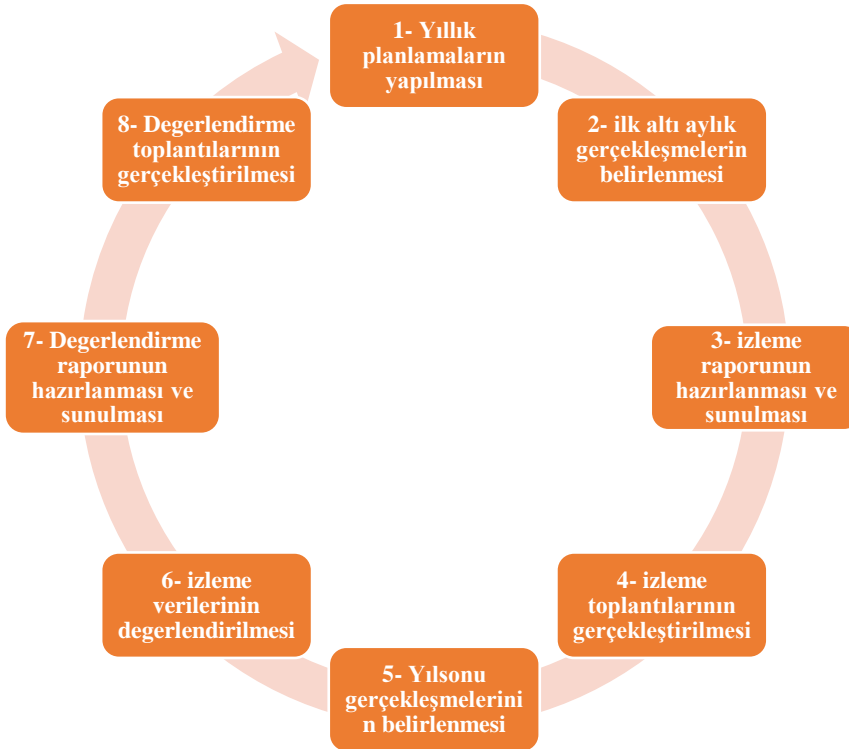 1- Yıllık
planlamaların
yapılması
2- ilk altı aylık
gerçekleşmelerin
belirlenmesi
3- izleme
raporunun
hazırlanması ve
sunulması
4- izleme
toplantılarının
gerçekleştirilmesi
5- Yılsonu
gerçekleşmelerini
n belirlenmesi
6- izleme
verilerinin
degerlendirilmesi
7- Degerlendirme
raporunun
hazırlanması ve
sunulması
8- Degerlendirme
toplantılarının
gerçekleştirilmesi